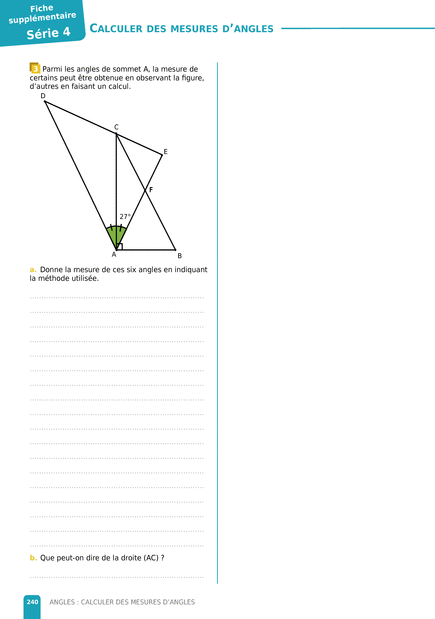 Fiche
supplémentaire
Série 4
CALCULER DES MESURES D'ANGLES
3 Parmi les angles de sommet A, la mesure de
certains peut être obtenue en observant la figure,
d'autres en faisant un calcul.
D
C
E
F
27°
A
B
a. Donne la mesure de ces six angles en indiquant
la méthode utilisée.
b. Que peut-on dire de la droite (AC) ?
240 ANGLES : CALCULER DES MESURES D'ANGLES